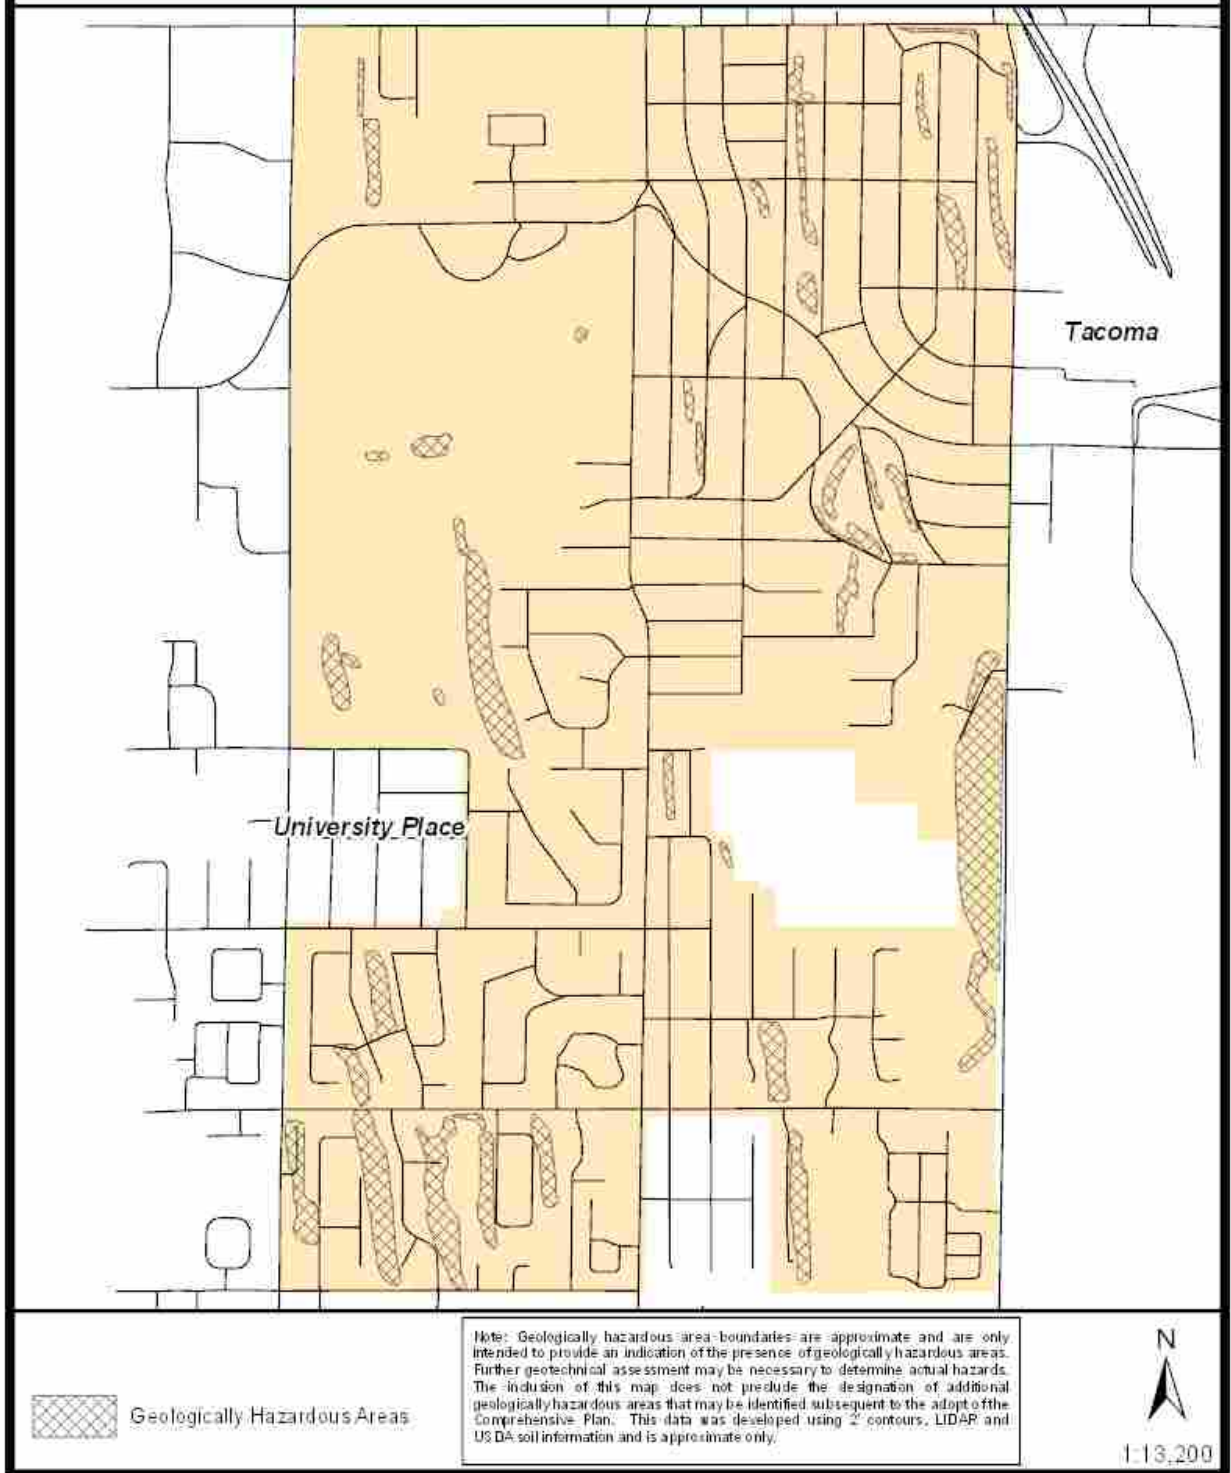 Tacoma
University Place
Note: Geologically hazardous area boundaries are approximate and are only
intended to provide an indication of the presence of geologically hazardous areas.
Further geotechnical assessment may be necessary to determine actual hazards.
The inclusion of this map does not preclude the designation of additional
geologically hazardous areas that may be identified subsequent to the adopt of the
Comprehensive Plan. This data was developed using 2' contours, LIDAR and
USDA soil information and is approximate only.
Geologically Hazardous Areas
N
1:13,200